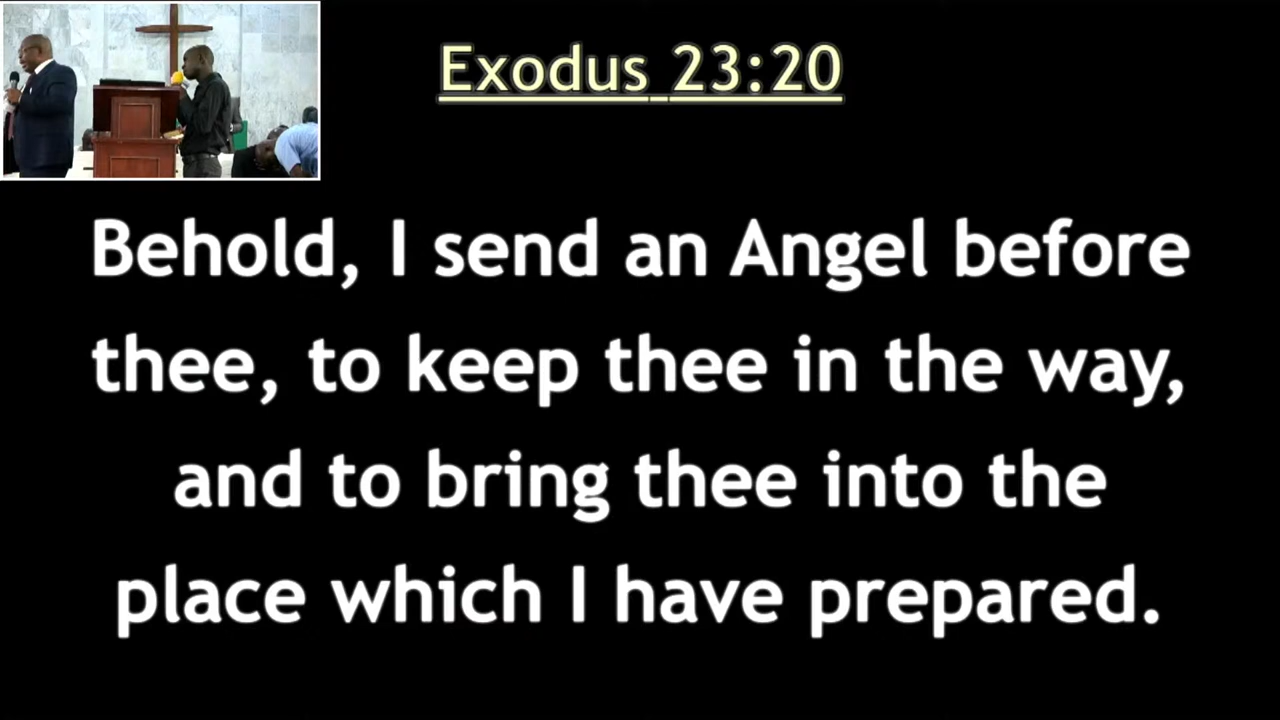 Exodus 23:20
Behold, I send an Angel before
thee, to keep thee in the way,
and to bring thee into the
place which I have prepared.